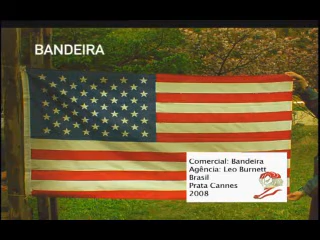 BANDEIRA
Comercial: Bandeira
Agência: Leo Burnett
Brasil
Prata Cannes
2008